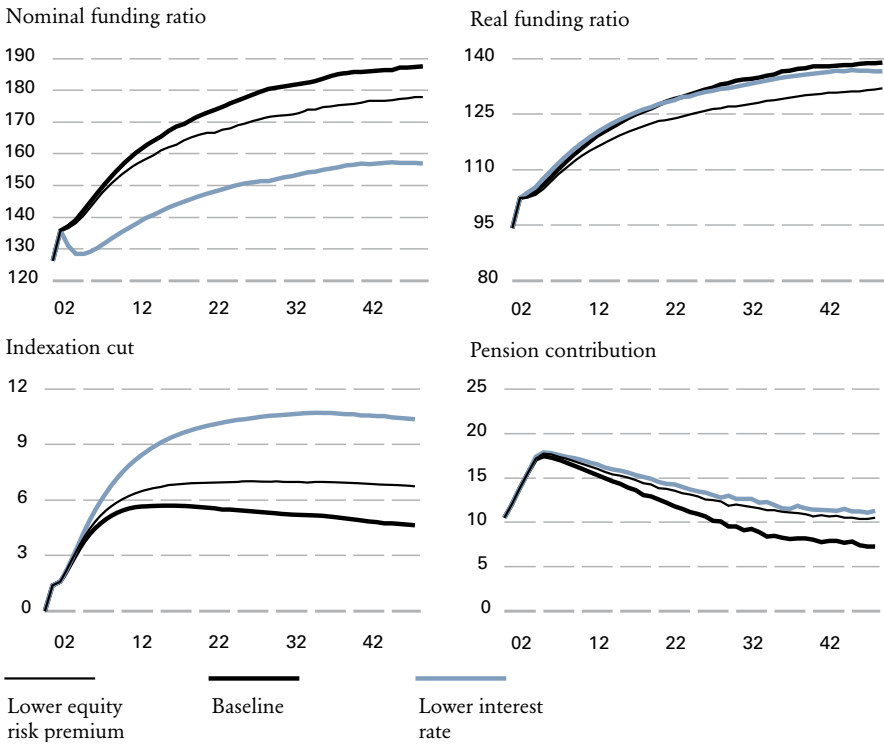 Nominal funding ratio
190
180
170
160
150
140
130
120
02 12 22 32 42
Real funding ratio
140
125
110
95
80
02 12 22 32 42
Indexation cut
12
9
6
3
0
02 12 22 32 42
Pension contribution
25
20
15
10
5
0
02 12 22 32 42
Lower equity
risk premium
Baseline
Lower interest
rate